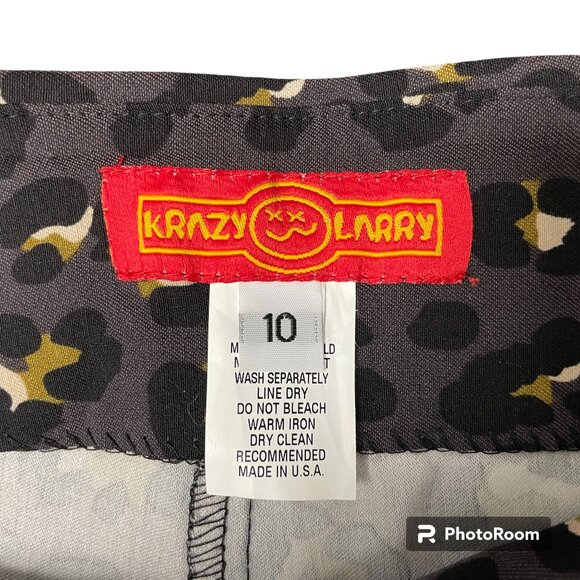 KRAZY LARRY
10
WASH SEPARATELY
LINE DRY
DO NOT BLEACH
WARM IRON
DRY CLEAN
RECOMMENDED
MADE IN U.S.A.
PhotoRoom